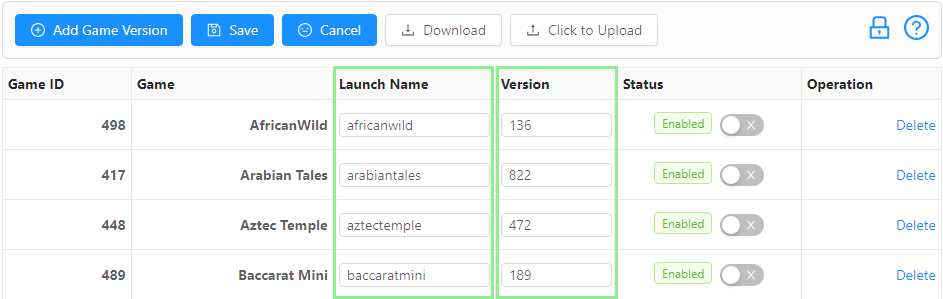 Add Game Version Save Cancel Download Click to Upload
Game ID Game Launch Name Version Status Operation
498 AfricanWild africanwild 136 Enabled X Delete
417 Arabian Tales arabiantales 822 Enabled X Delete
448 Aztec Temple aztectemple 472 Enabled X Delete
489 Baccarat Mini baccaratmini 189 Enabled X Delete